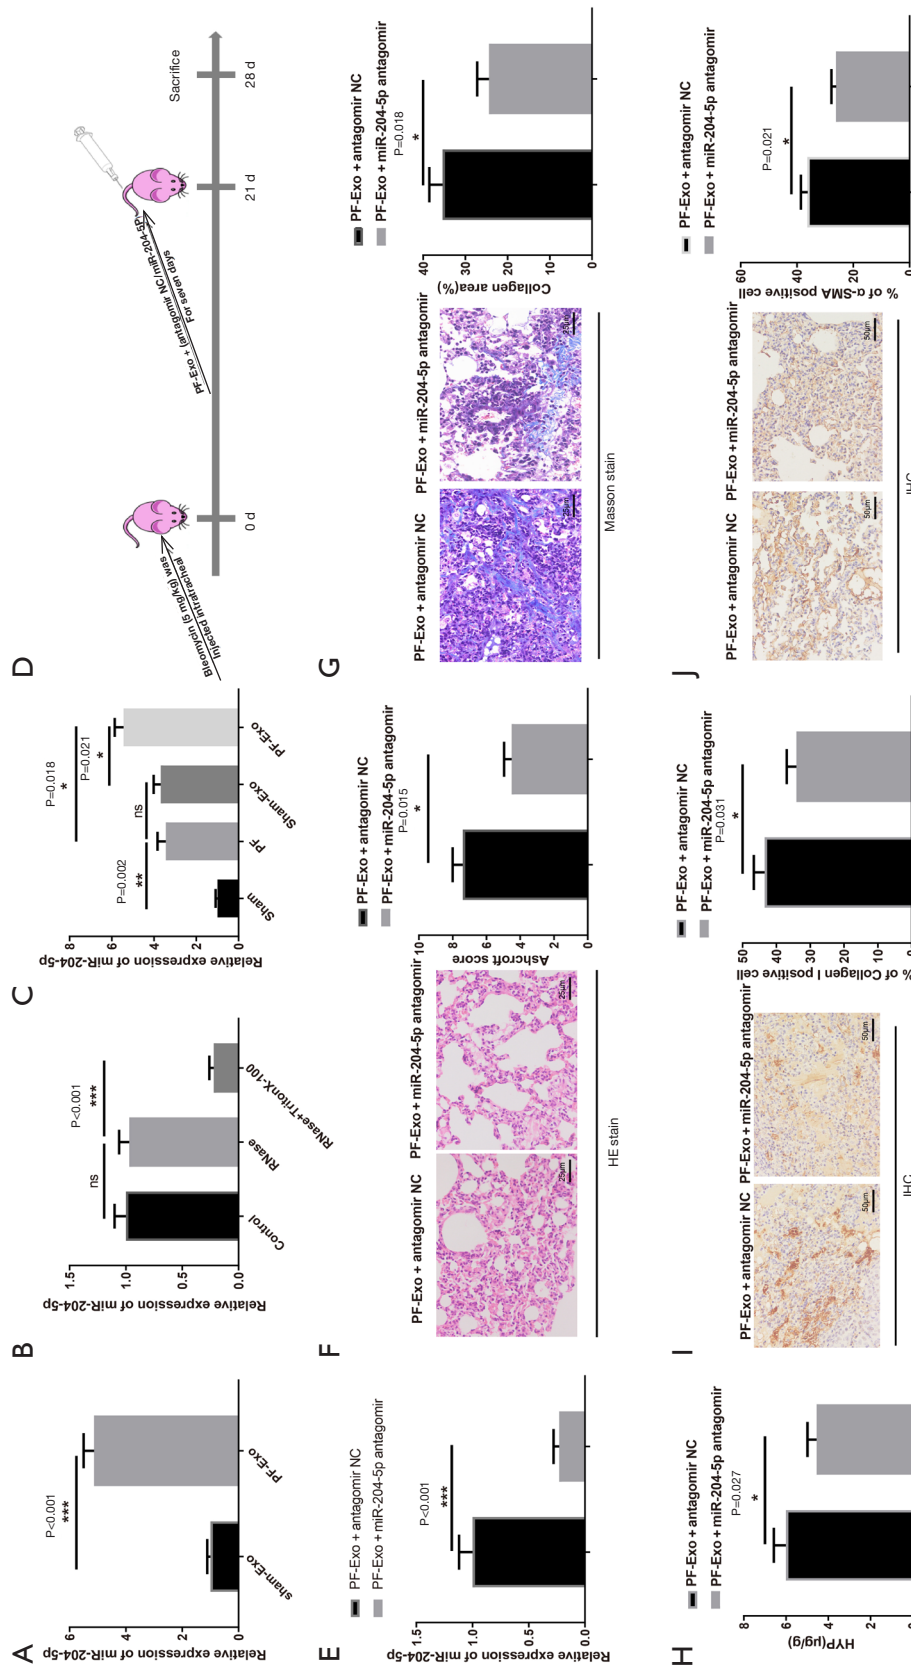 A
Relative expression of miR-204-5p
6
4
2
0
P<0.001
***
sham-Exo
PF-Exo
B
Relative expression of miR-204-5p
1.5
1.0
0.5
0.0
ns
P<0.001
***
Control
RNase
RNase+TritonX-100
C
Relative expression of miR-204-5p
8
6
4
2
0
P=0.018
*
P=0.021
*
ns
P=0.002
**
Sham
PF
Sham-Exo
PF-Exo
D
Bleomycin (5 mg/kg) was
Injected intratracheal
PF-Exo + (antagomir NC/miR-204-5P)
For seven days
Sacrifice
0 d
21 d
28 d
E
PF-Exo + antagomir NC
PF-Exo + miR-204-5p antagomir
Relative expression of miR-204-5p
1.5
1.0
0.5
0.0
P<0.001
***
F
PF-Exo + antagomir NC
PF-Exo + miR-204-5p antagomir
25μm
25μm
HE stain
PF-Exo + antagomir NC
PF-Exo + miR-204-5p antagomir
Ashcroft score
10
8
6
4
2
0
P=0.015
*
G
PF-Exo + antagomir NC
PF-Exo + miR-204-5p antagomir
25μm
25μm
Masson stain
PF-Exo + antagomir NC
PF-Exo + miR-204-5p antagomir
Collagen area(%)
40
30
20
10
0
P=0.018
*
H
PF-Exo + antagomir NC
PF-Exo + miR-204-5p antagomir
HYP(μg/g)
8
6
4
2
0
P=0.027
*
I
PF-Exo + antagomir NC
PF-Exo + miR-204-5p antagomir
50μm
50μm
IHC
PF-Exo + antagomir NC
PF-Exo + miR-204-5p antagomir
% of Collagen I positive cell
50
40
30
20
10
0
P=0.031
*
J
PF-Exo + antagomir NC
PF-Exo + miR-204-5p antagomir
50μm
50μm
IHC
PF-Exo + antagomir NC
PF-Exo + miR-204-5p antagomir
% of α-SMA positive cell
60
40
20
0
P=0.021
*